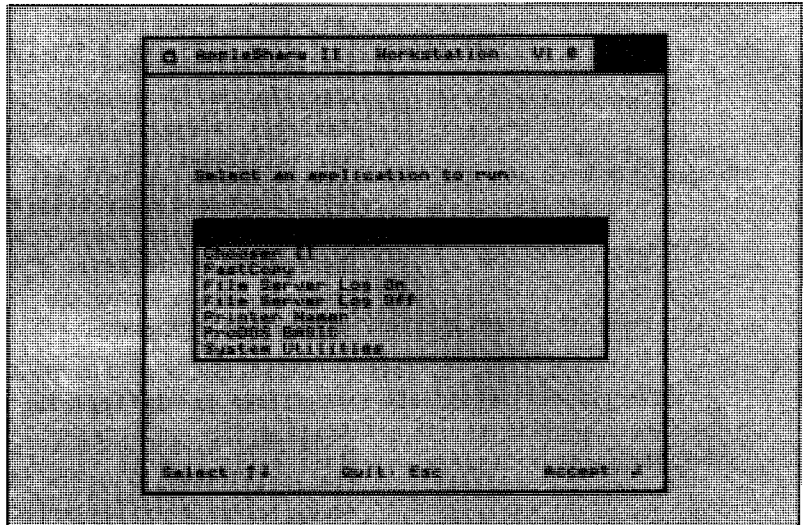 AppleShare II Workstation V1.0
Select an application to run
Chooser II
FastCopy
File Server Log On
File Server Log Off
Printer Namer
ProDOS BASIC
System Utilities
Select: ↑↓ Quit: Esc Accept: ↲